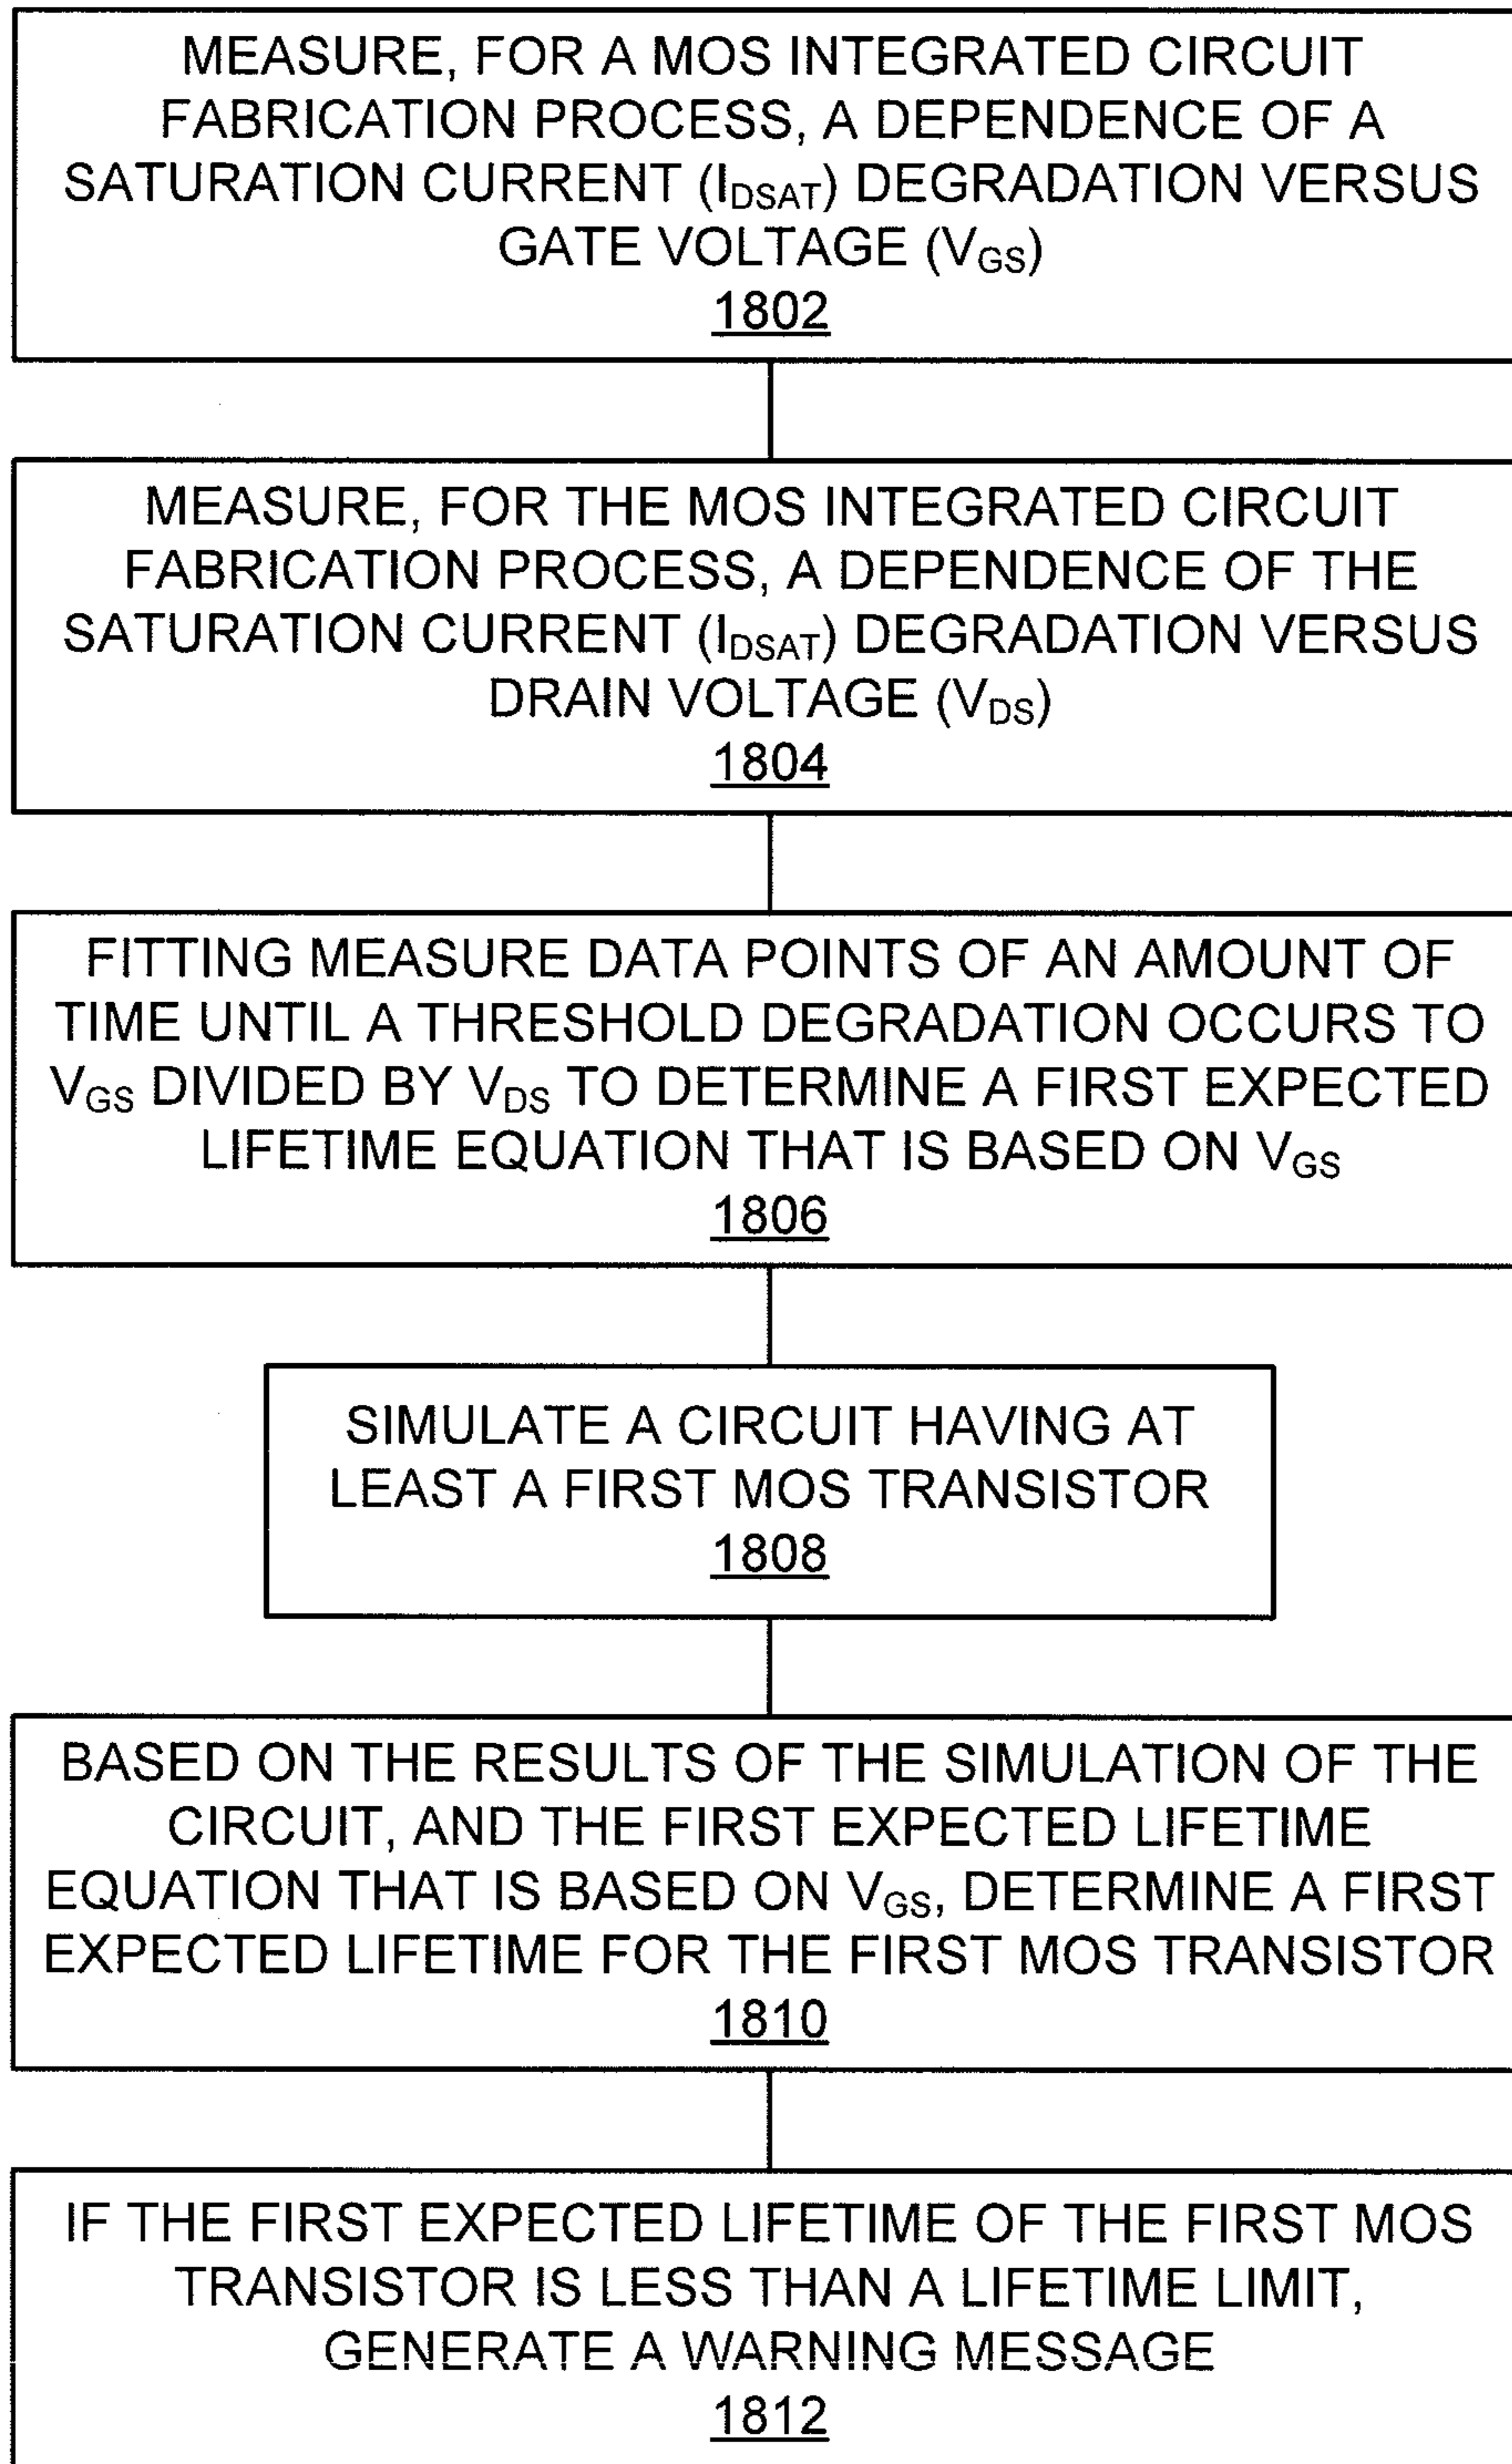 MEASURE, FOR A MOS INTEGRATED CIRCUIT
FABRICATION PROCESS, A DEPENDENCE OF A
SATURATION CURRENT (IDSAT) DEGRADATION VERSUS
GATE VOLTAGE (VGS)
1802
MEASURE, FOR THE MOS INTEGRATED CIRCUIT
FABRICATION PROCESS, A DEPENDENCE OF THE
SATURATION CURRENT (IDSAT) DEGRADATION VERSUS
DRAIN VOLTAGE (VDS)
1804
FITTING MEASURE DATA POINTS OF AN AMOUNT OF
TIME UNTIL A THRESHOLD DEGRADATION OCCURS TO
VGS DIVIDED BY VDS TO DETERMINE A FIRST EXPECTED
LIFETIME EQUATION THAT IS BASED ON VGS
1806
SIMULATE A CIRCUIT HAVING AT
LEAST A FIRST MOS TRANSISTOR
1808
BASED ON THE RESULTS OF THE SIMULATION OF THE
CIRCUIT, AND THE FIRST EXPECTED LIFETIME
EQUATION THAT IS BASED ON VGS, DETERMINE A FIRST
EXPECTED LIFETIME FOR THE FIRST MOS TRANSISTOR
1810
IF THE FIRST EXPECTED LIFETIME OF THE FIRST MOS
TRANSISTOR IS LESS THAN A LIFETIME LIMIT,
GENERATE A WARNING MESSAGE
1812